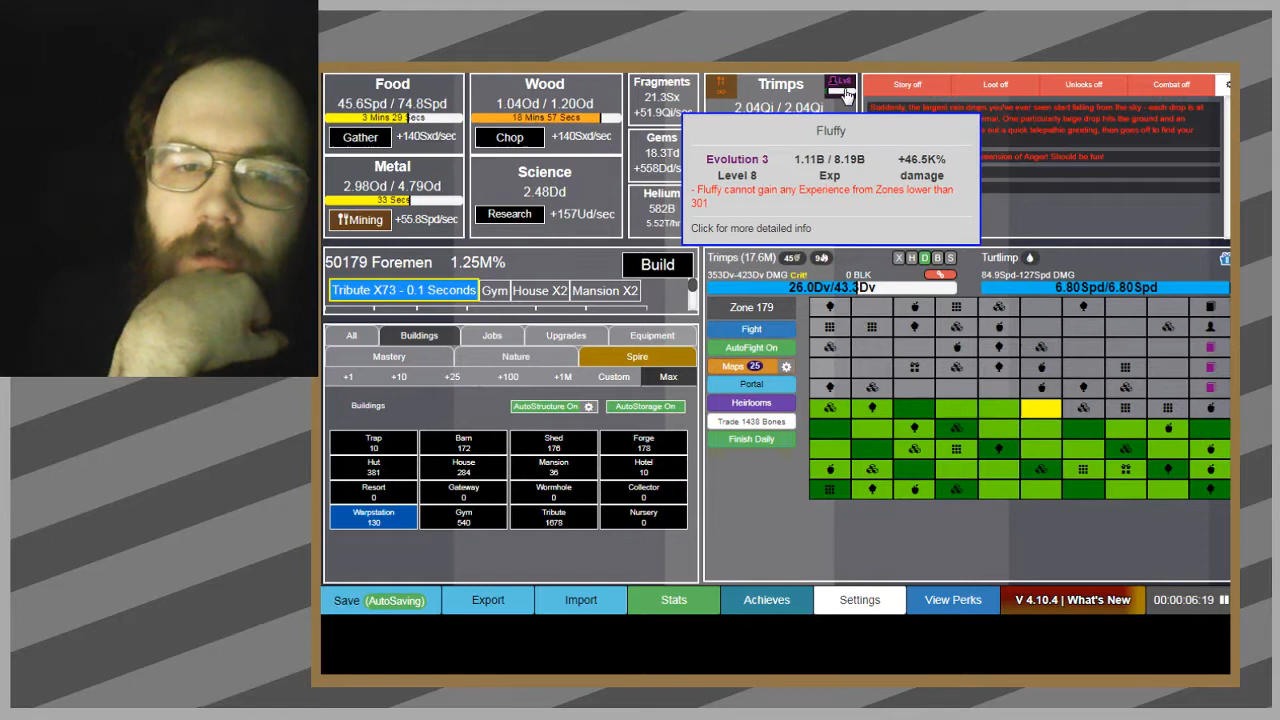 Food
45.6Spd / 74.8Spd
3 Mins 29 Secs
Gather
+140Sxd/sec
Wood
1.04Od / 1.20Od
18 Mins 57 Secs
Chop
+140Sxd/sec
Metal
2.98Od / 4.79Od
33 Secs
Mining
+55.8Spd/sec
Science
2.48Dd
Research
+157Ud/sec
Fragments
21.3Sx
+51.9Qi/s
Gems
18.3Td
+558Dd/s
Helium
582B
5.52T/hr
Trimps
2.04Qi / 2.04Qi
Lv8
Story off
Loot off
Unlocks off
Combat off
Suddenly, the largest rain drops you've ever seen start falling from the sky - each drop is at
Fluffy
Evolution 3
1.11B / 8.19B
+46.5K%
Level 8
Exp
damage
- Fluffy cannot gain any Experience from Zones lower than
301
Click for more detailed info
50179 Foremen
1.25M%
Build
Tribute X73 - 0.1 Seconds
Gym
House X2
Mansion X2
Trimps (17.6M)
45
9
X
H
D
B
S
353Dv-423Dv DMG Crit!
0 BLK
%
26.0Dv/43.3Dv
Turtlimp
84.9Spd-127Spd DMG
6.80Spd/6.80Spd
All
Buildings
Jobs
Upgrades
Equipment
Mastery
Nature
Spire
+1
+10
+25
+100
+1M
Custom
Max
Buildings
AutoStructure On
AutoStorage On
Trap
10
Barn
172
Shed
176
Forge
178
Hut
381
House
284
Mansion
36
Hotel
10
Resort
0
Gateway
0
Wormhole
0
Collector
0
Warpstation
130
Gym
540
Tribute
1678
Nursery
0
Zone 179
Fight
AutoFight On
Maps 25
Portal
Heirlooms
Trade 1438 Bones
Finish Daily
Save (AutoSaving)
Export
Import
Stats
Achieves
Settings
View Perks
V 4.10.4 | What's New
00:00:06:19